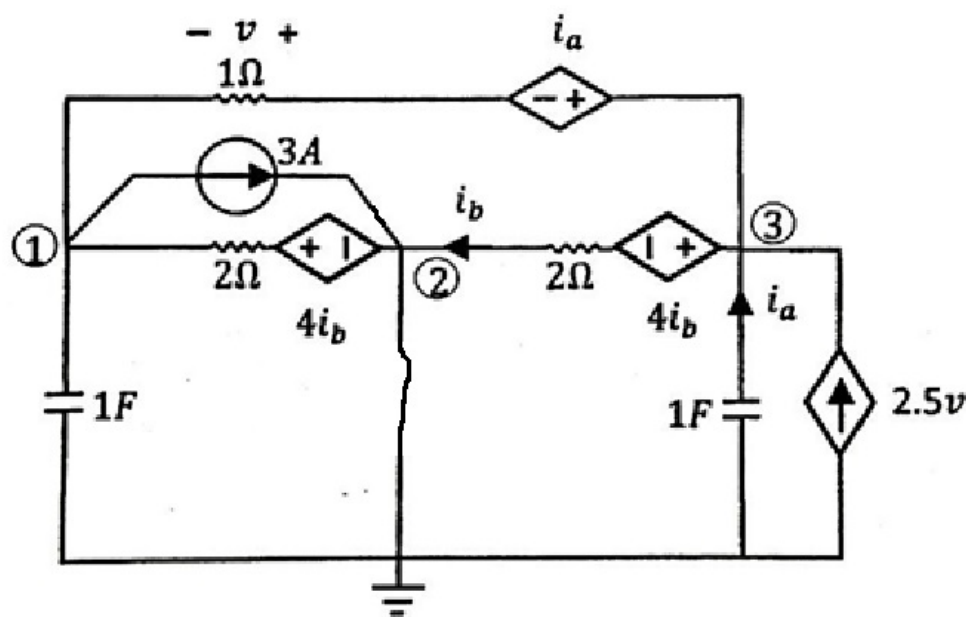 − v +
i_a
1Ω
− +
3A
i_b
①
+ −
②
− +
③
2Ω
2Ω
i_a
4i_b
4i_b
1F
1F
2.5v